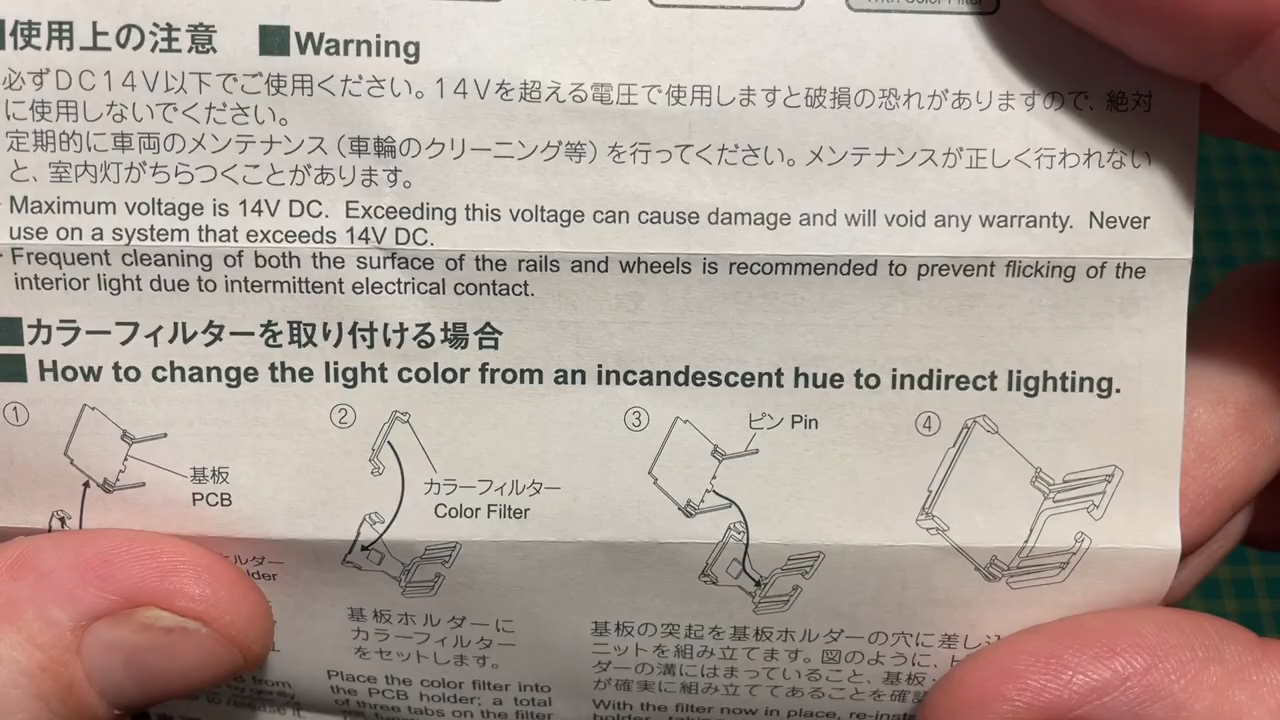 With Color Filter
■使用上の注意 ■Warning
必ずDC14V以下でご使用ください。14Vを超える電圧で使用しますと破損の恐れがありますので、絶対
に使用しないでください。
定期的に車両のメンテナンス(車輪のクリーニング等)を行ってください。メンテナンスが正しく行われない
と、室内灯がちらつくことがあります。
Maximum voltage is 14V DC. Exceeding this voltage can cause damage and will void any warranty. Never
use on a system that exceeds 14V DC.
Frequent cleaning of both the surface of the rails and wheels is recommended to prevent flicking of the
interior light due to intermittent electrical contact.
■カラーフィルターを取り付ける場合
■ How to change the light color from an incandescent hue to indirect lighting.
①
基板
PCB
ルダー
lder
from
②
カラーフィルター
Color Filter
基板ホルダーに
カラーフィルター
をセットします。
Place the color filter into
the PCB holder; a total
of three tabs on the filter
③
ピン Pin
④
基板の突起を基板ホルダーの穴に差し
ニットを組み立てます。図のように、
ダーの溝にはまっていること、基板・
が確実に組み立ててあることを確
With the filter now in place, re-inst